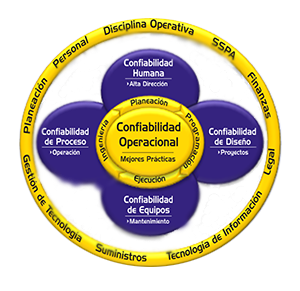 Disciplina Operativa
SSPA
Finanzas
Legal
Tecnología de Información
Suministros
Gestión de Tecnología
Planeación
Personal
Confiabilidad
Humana
Alta Dirección
Confiabilidad
de Proceso
Operación
Confiabilidad
de Diseño
Proyectos
Confiabilidad
de Equipos
Mantenimiento
Planeación
Programación
Ejecución
Ingeniería
Confiabilidad
Operacional
Mejores Prácticas